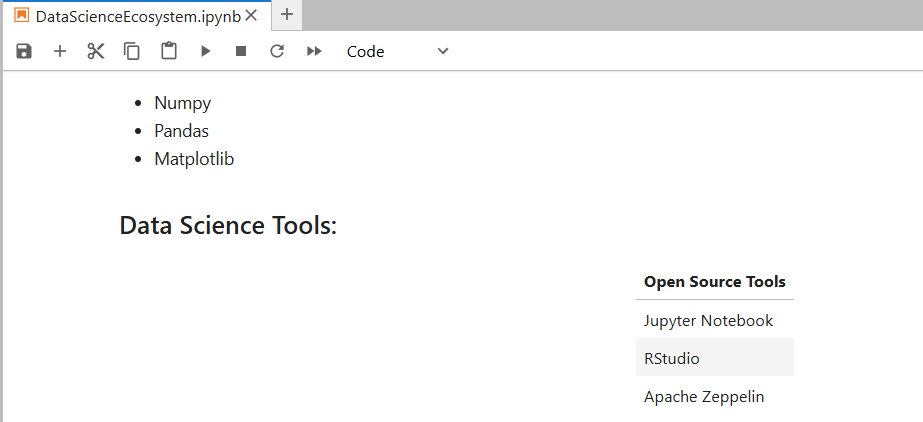 DataScienceEcosystem.ipynb
Code
Numpy
Pandas
Matplotlib
Data Science Tools:
Open Source Tools
Jupyter Notebook
RStudio
Apache Zeppelin